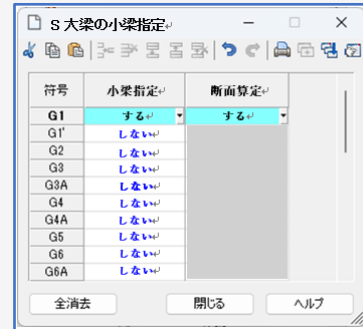 S 大梁の小梁指定
符号 小梁指定 断面算定
G1 する する
G1' しない
G2 しない
G3 しない
G3A しない
G4 しない
G4A しない
G5 しない
G6 しない
G6A しない
全消去 閉じる ヘルプ